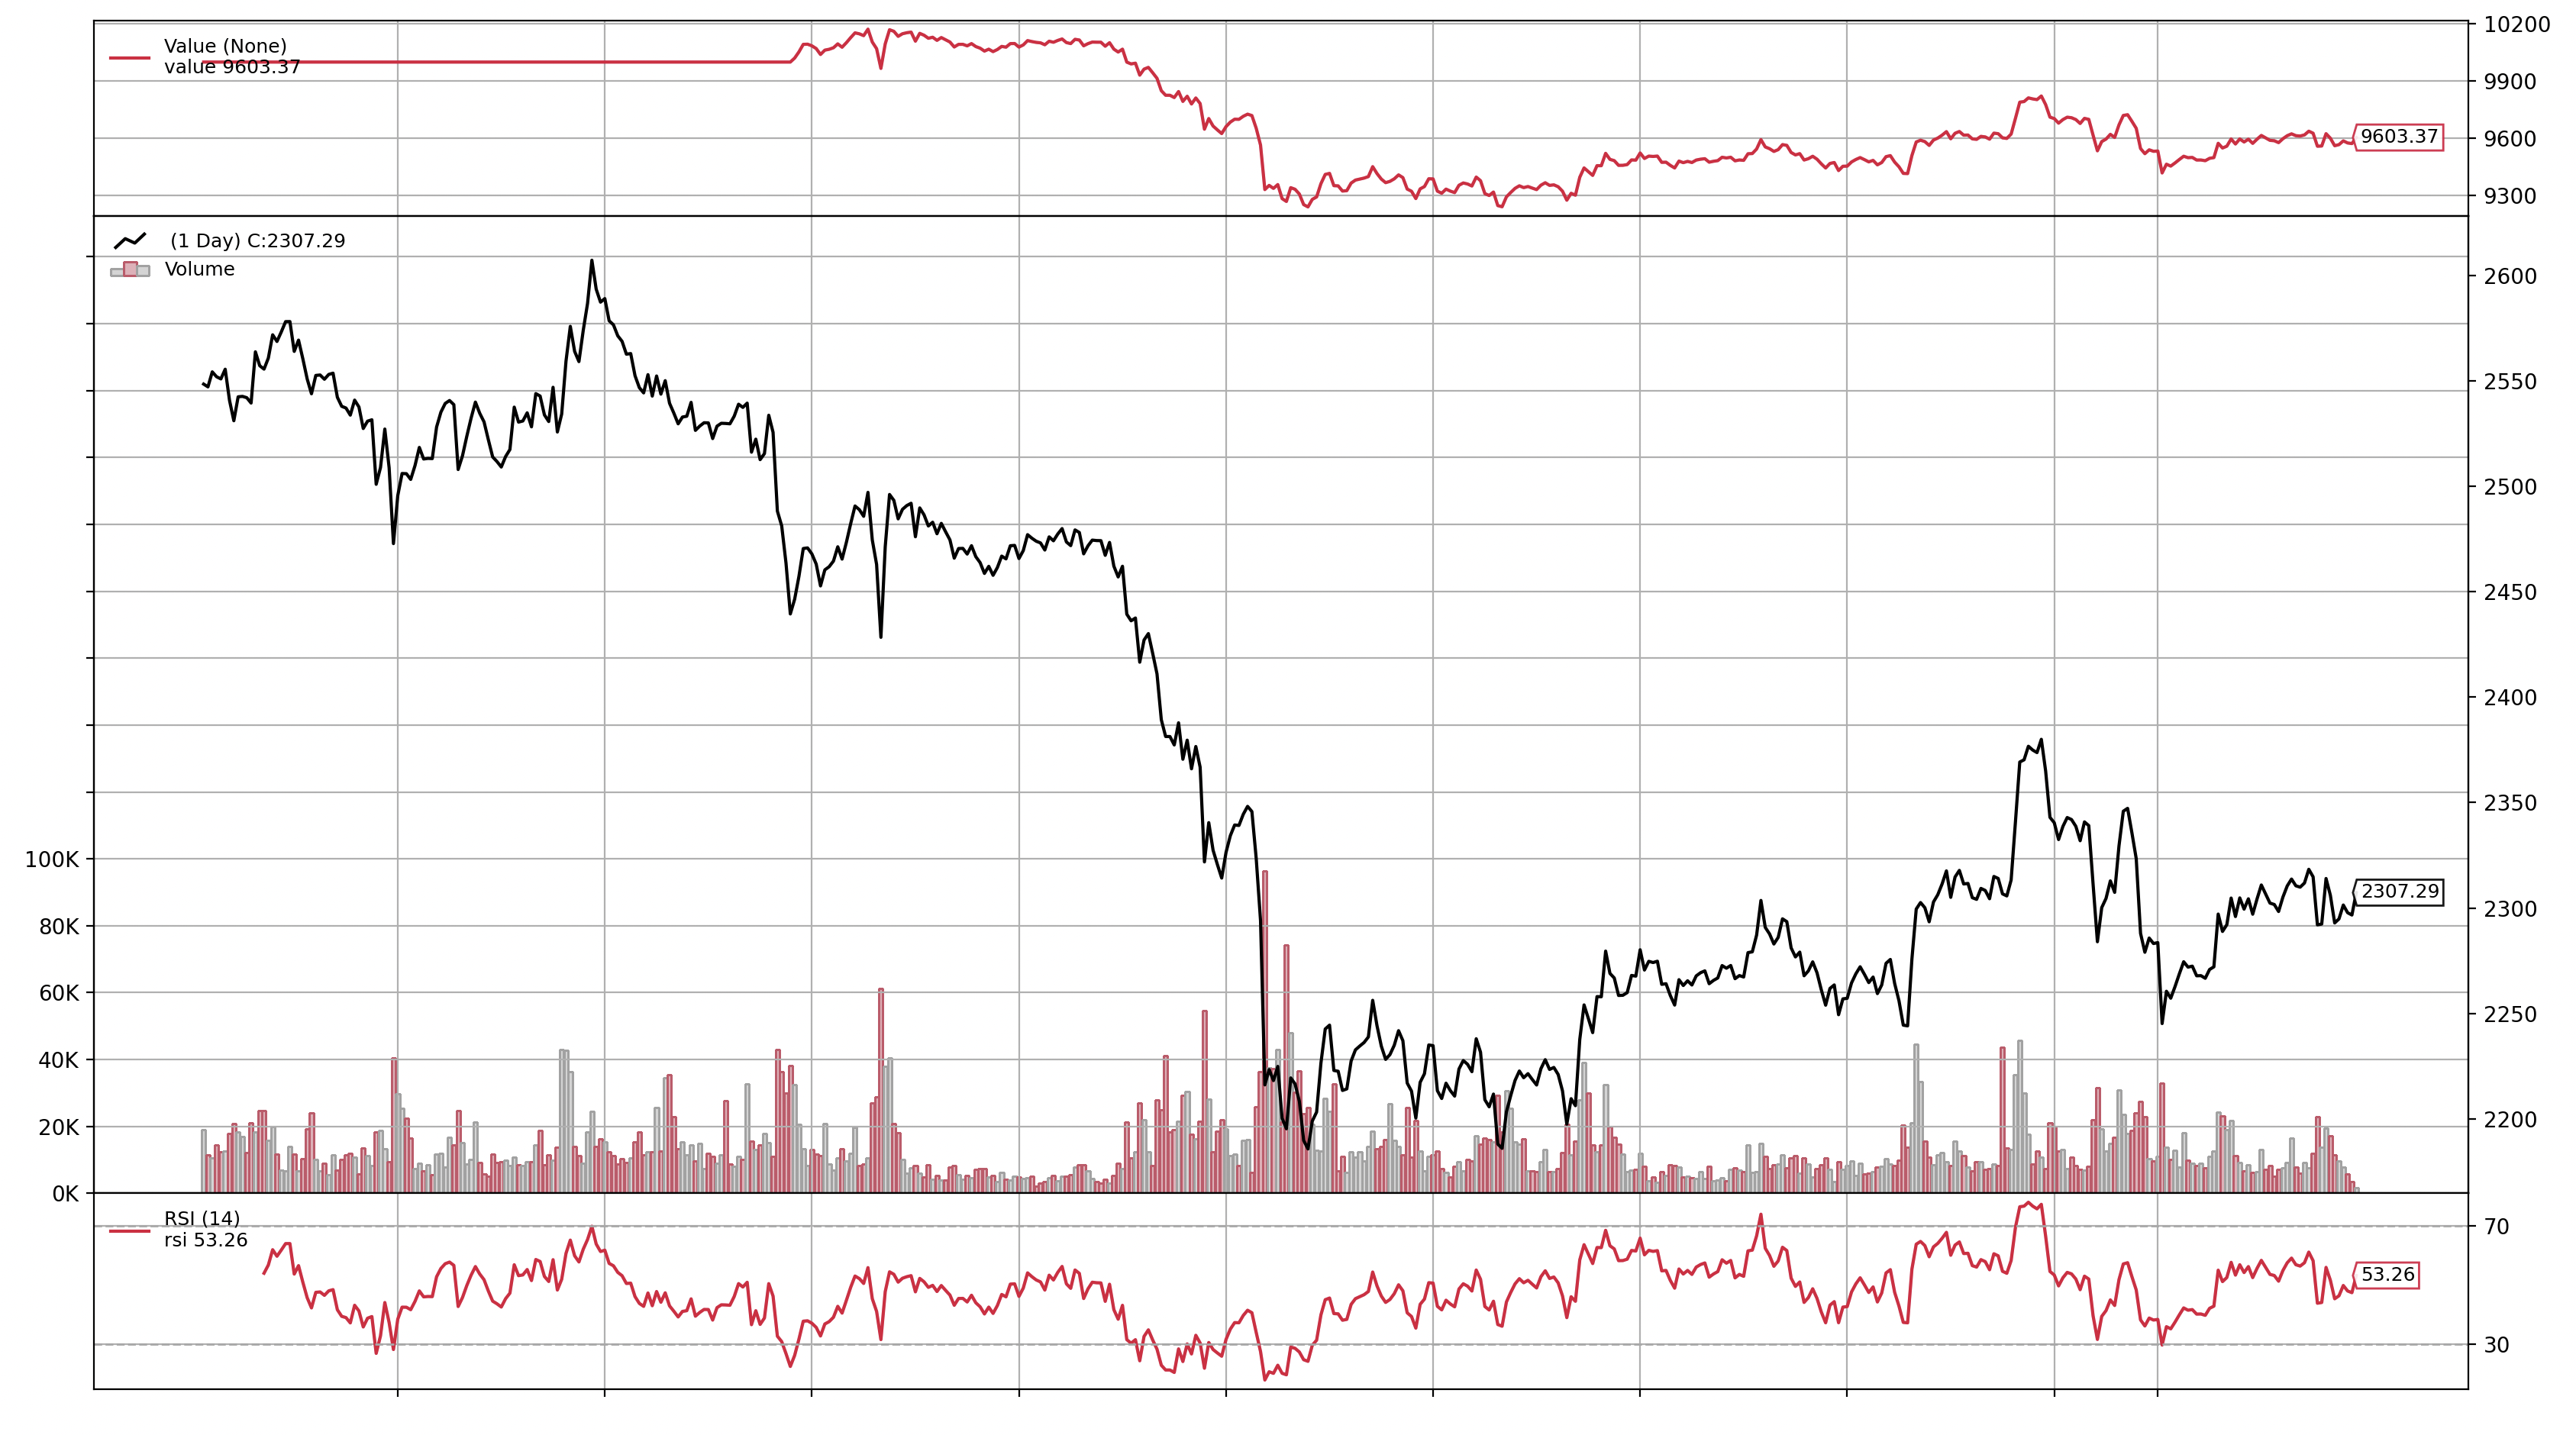 Value (None)
value 9603.37
10200
9900
9600
9300
9603.37
(1 Day) C:2307.29
Volume
2600
2550
2500
2450
2400
2350
2300
2250
2200
2307.29
100K
80K
60K
40K
20K
0K
RSI (14)
rsi 53.26
70
30
53.26